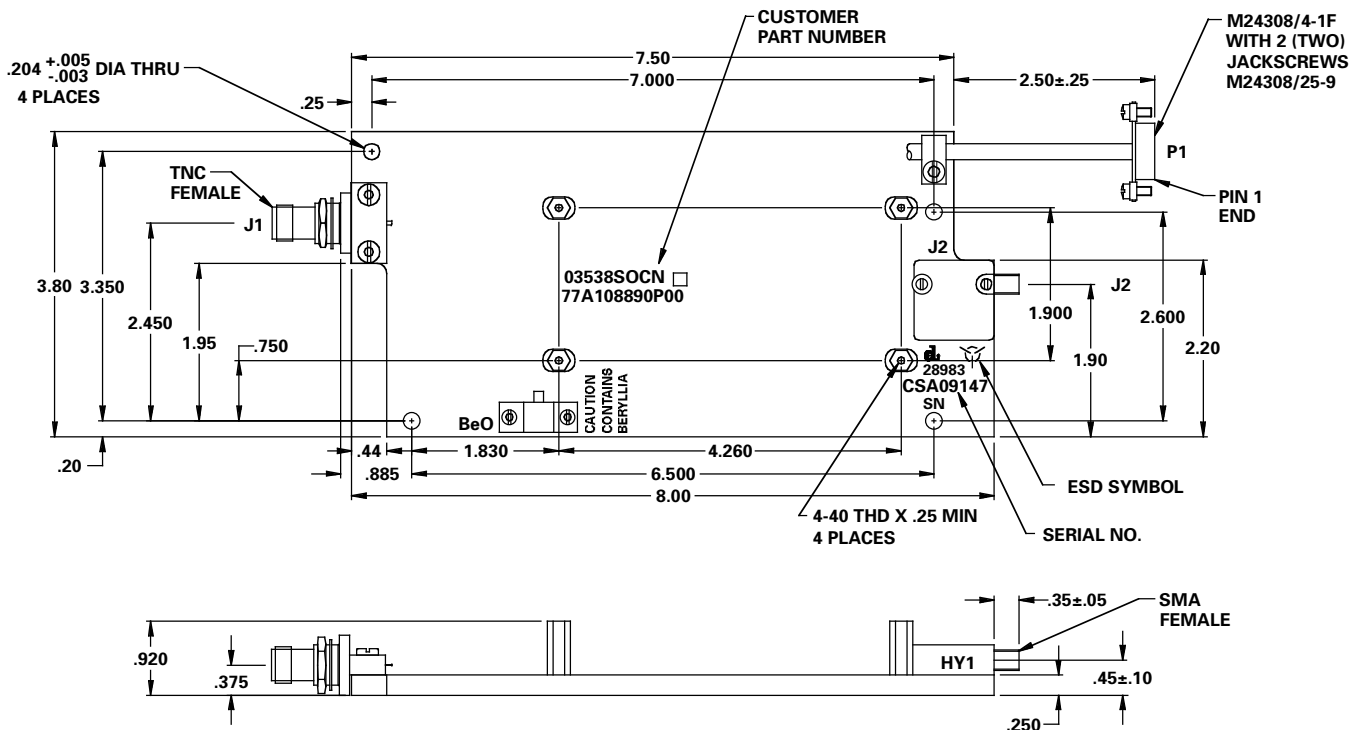 CUSTOMER
PART NUMBER
M24308/4-1F
WITH 2 (TWO)
JACKSCREWS
M24308/25-9
.204 +.005 -.003 DIA THRU
4 PLACES
7.50
7.000
2.50±.25
.25
P1
PIN 1
END
TNC
FEMALE
J1
J2
J2
03538SOCN
77A108890P00
3.80
3.350
2.450
1.95
.750
1.900
2.600
1.90
2.20
28983
CSA09147
SN
BeO
CAUTION
CONTAINS
BERYLLIA
.20
.44
1.830
4.260
.885
6.500
8.00
ESD SYMBOL
4-40 THD X .25 MIN
4 PLACES
SERIAL NO.
.35±.05
SMA
FEMALE
.920
.375
HY1
.45±.10
.250